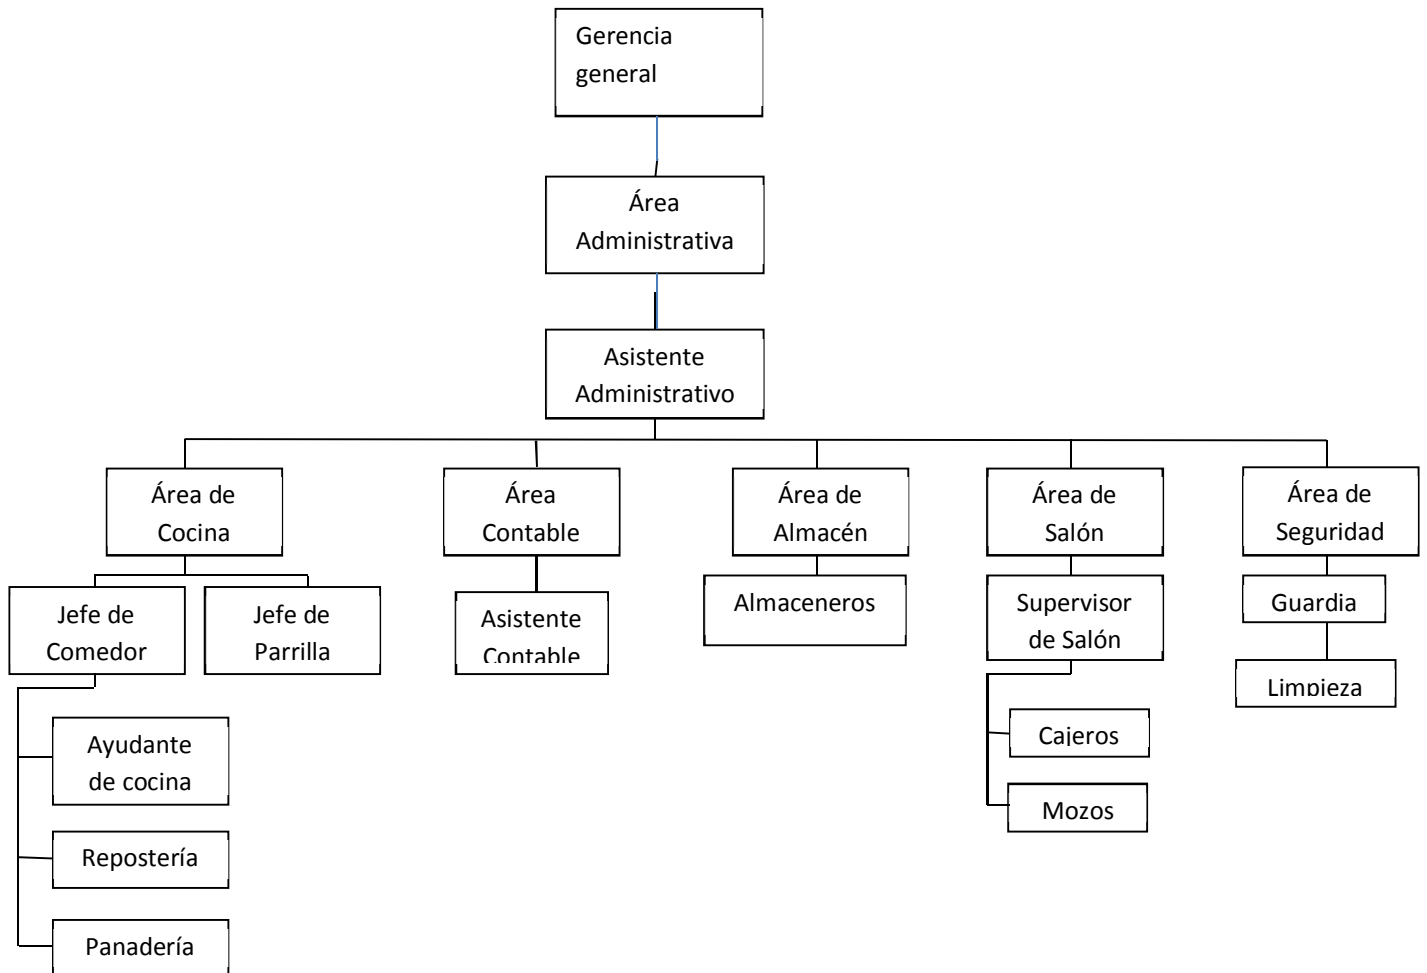 Gerencia
general
Área
Administrativa
Asistente
Administrativo
Área de
Cocina
Área
Contable
Área de
Almacén
Área de
Salón
Área de
Seguridad
Jefe de
Comedor
Jefe de
Parrilla
Asistente
Contable
Almaceneros
Supervisor
de Salón
Guardia
Limpieza
Ayudante
de cocina
Repostería
Panadería
Cajeros
Mozos